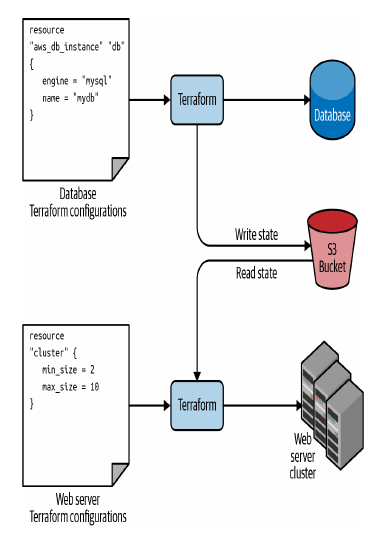 resource
"aws_db_instance" "db"
{
engine = "mysql"
name = "mydb"
}
Terraform
Database
Database
Terraform configurations
Write state
S3
Bucket
Read state
resource
"cluster" {
min_size = 2
max_size = 10
}
Terraform
Web
server
cluster
Web server
Terraform configurations